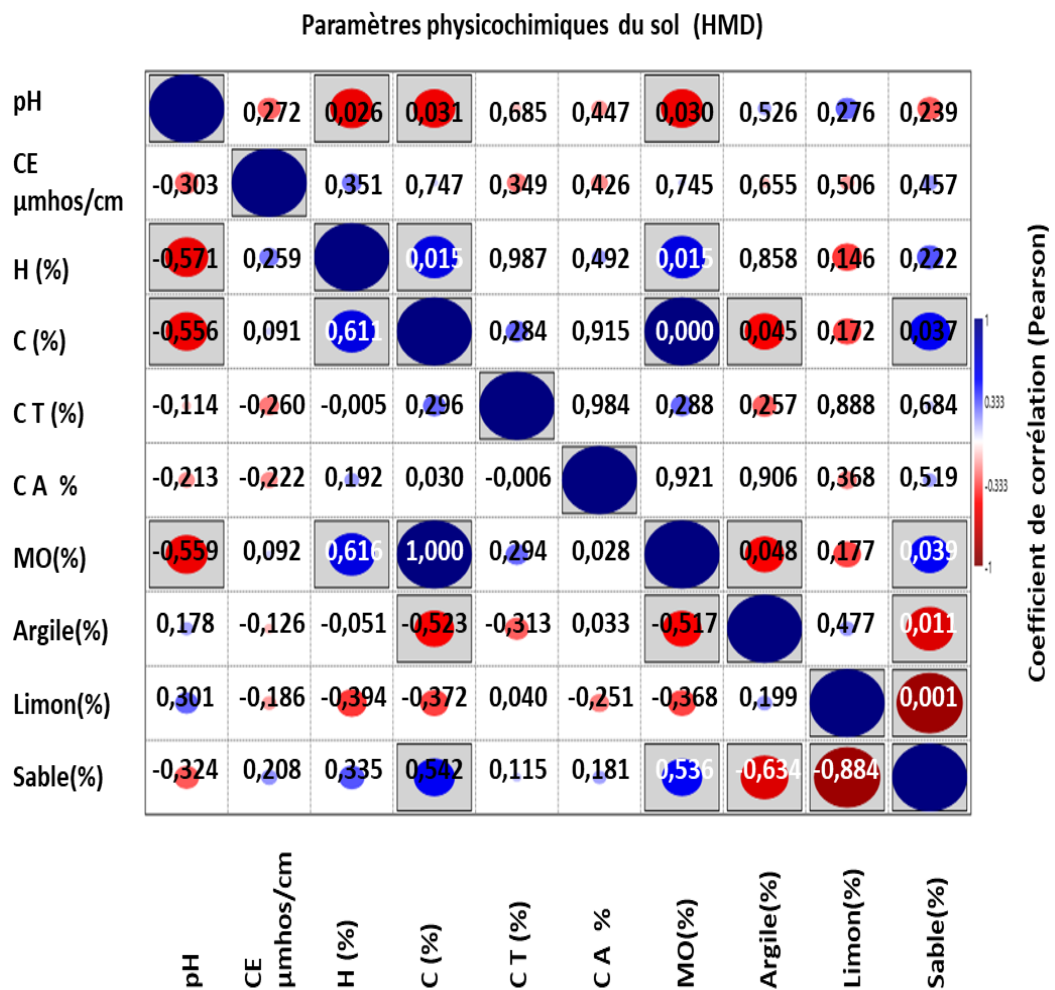 Paramètres physicochimiques du sol (HMD)
pH 0,272 0,026 0,031 0,685 0,447 0,030 0,526 0,276 0,239
CE µmhos/cm -0,303 0,351 0,747 0,349 0,426 0,745 0,655 0,506 0,457
H (%) -0,571 0,259 0,015 0,987 0,492 0,015 0,858 0,146 0,222
C (%) -0,556 0,091 0,611 0,284 0,915 0,000 0,045 0,172 0,037
C T (%) -0,114 -0,260 -0,005 0,296 0,984 0,288 0,257 0,888 0,684
C A % -0,213 -0,222 0,192 0,030 -0,006 0,921 0,906 0,368 0,519
MO(%) -0,559 0,092 0,616 1,000 0,294 0,028 0,048 0,177 0,039
Argile(%) 0,178 -0,126 -0,051 -0,523 -0,313 0,033 -0,517 0,477 0,011
Limon(%) 0,301 -0,186 -0,394 -0,372 0,040 -0,251 -0,368 0,199 0,001
Sable(%) -0,324 0,208 0,335 0,542 0,115 0,181 0,536 -0,634 -0,884
pH
CE µmhos/cm
H (%)
C (%)
C T (%)
C A %
MO(%)
Argile(%)
Limon(%)
Sable(%)
1
0.333
-0.333
-1
Coefficient de corrélation (Pearson)